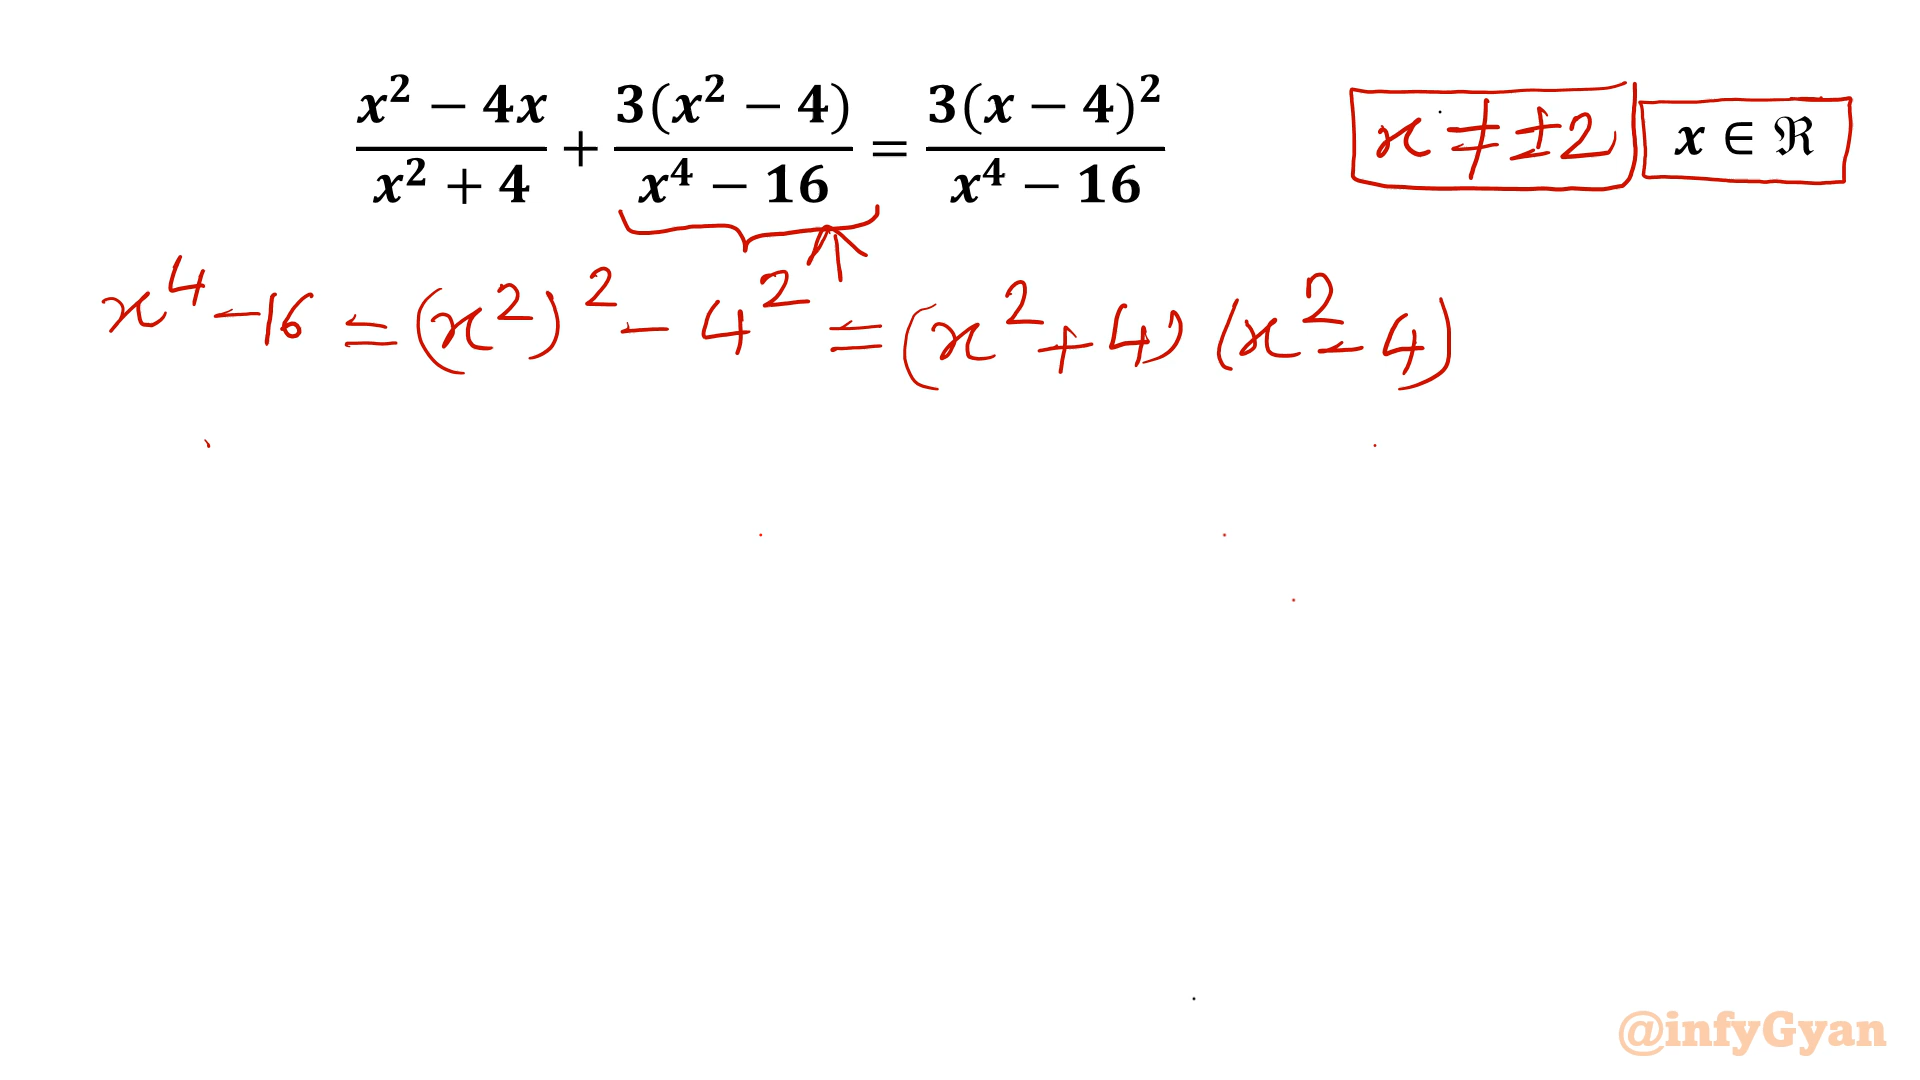 (x² − 4x)/(x² + 4) + 3(x² − 4)/(x⁴ − 16) = 3(x − 4)²/(x⁴ − 16) x ≠ ±2 x ∈ ℜ
x⁴ − 16 = (x²)² − 4² = (x² + 4) (x² − 4)
@infyGyan